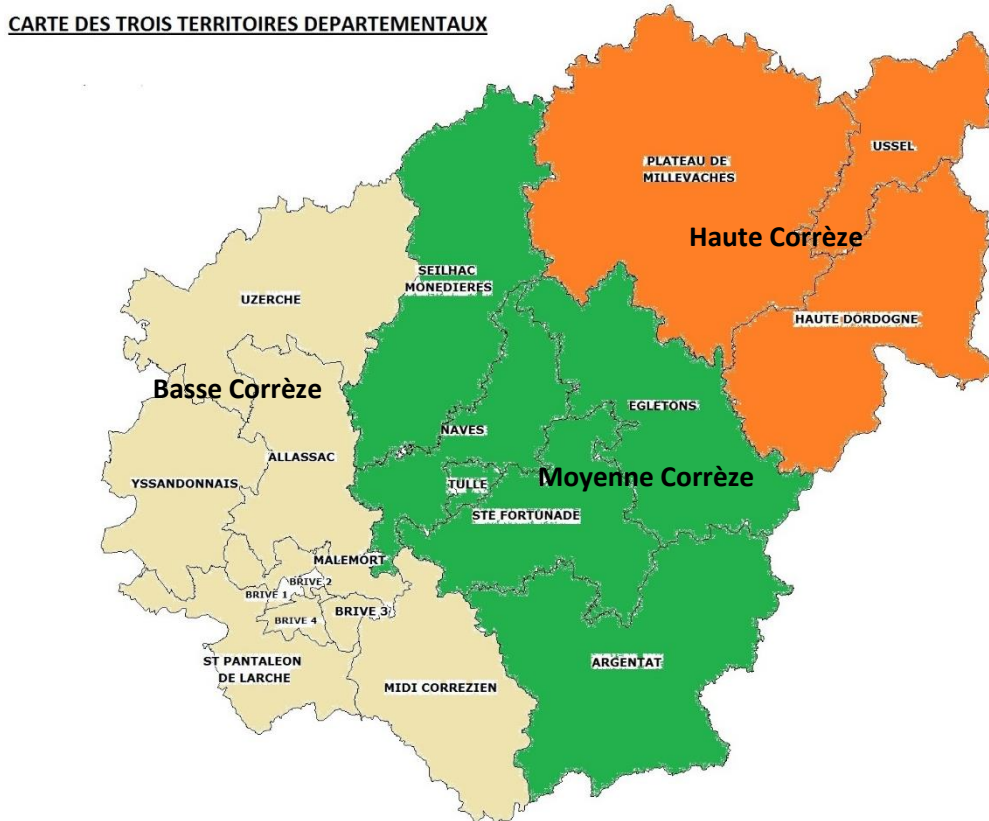 CARTE DES TROIS TERRITOIRES DEPARTEMENTAUX
USSEL
PLATEAU DE
MILLEVACHES
Haute Corrèze
SEILHAC
MONEDIERES
UZERCHE
HAUTE DORDOGNE
Basse Corrèze
EGLETONS
NAVES
ALLASSAC
YSSANDONNAIS
TULLE
Moyenne Corrèze
STE FORTUNADE
MALEMORT
BRIVE 2
BRIVE 1
BRIVE 3
BRIVE 4
ST PANTALEON
DE LARCHE
ARGENTAT
MIDI CORREZIEN